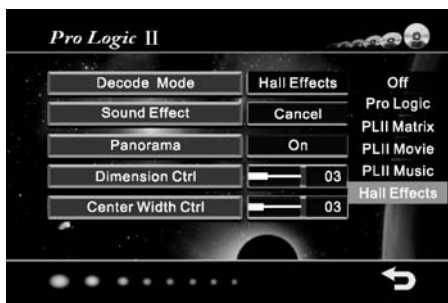 Pro Logic II
Decode Mode Hall Effects
Sound Effect Cancel
Panorama On
Dimension Ctrl 03
Center Width Ctrl 03
Off
Pro Logic
PLII Matrix
PLII Movie
PLII Music
Hall Effects